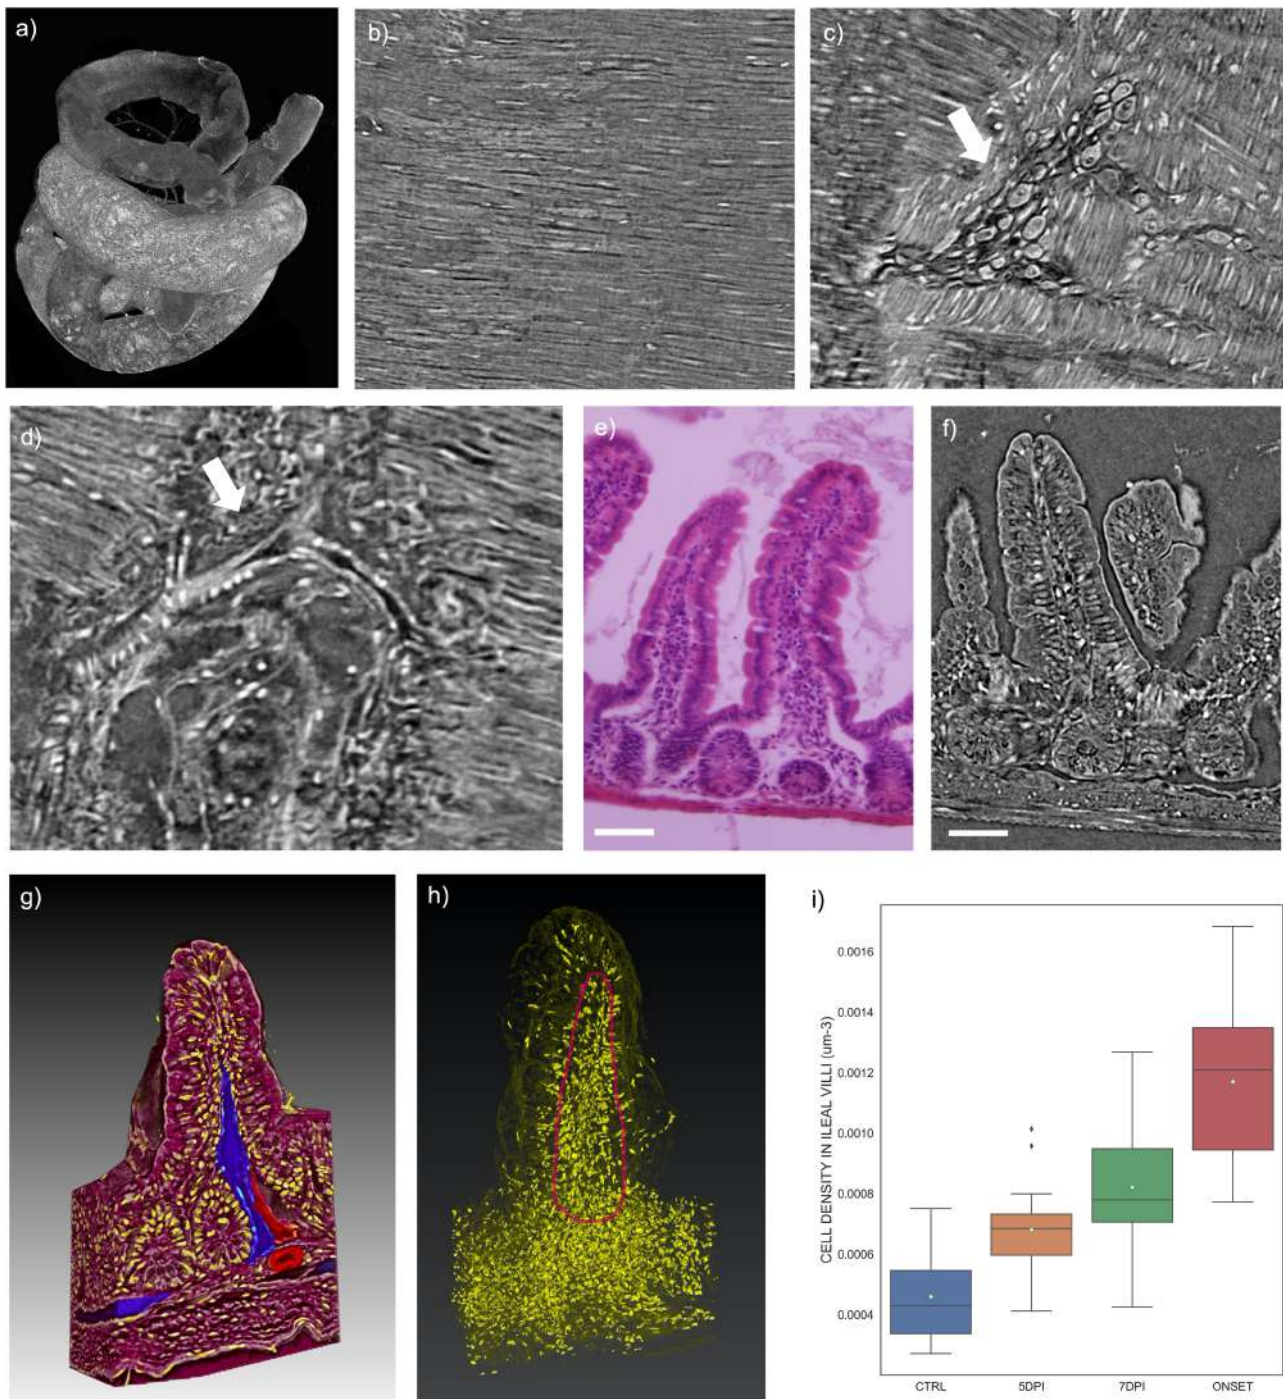 a)
b)
c)
d)
e)
f)
g)
h)
i)
CELL DENSITY IN ILEAL VILLI (um-3)
0.0016
0.0014
0.0012
0.0010
0.0008
0.0006
0.0004
CTRL
5DPI
7DPI
ONSET